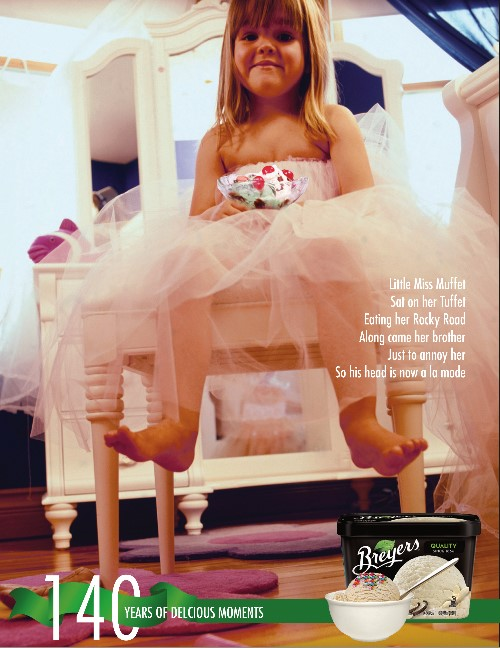 Little Miss Muffet
Sat on her Tuffet
Eating her Rocky Road
Along came her brother
Just to annoy her
So his head is now a la mode
Breyers
QUALITY
140 YEARS OF DELCIOUS MOMENTS